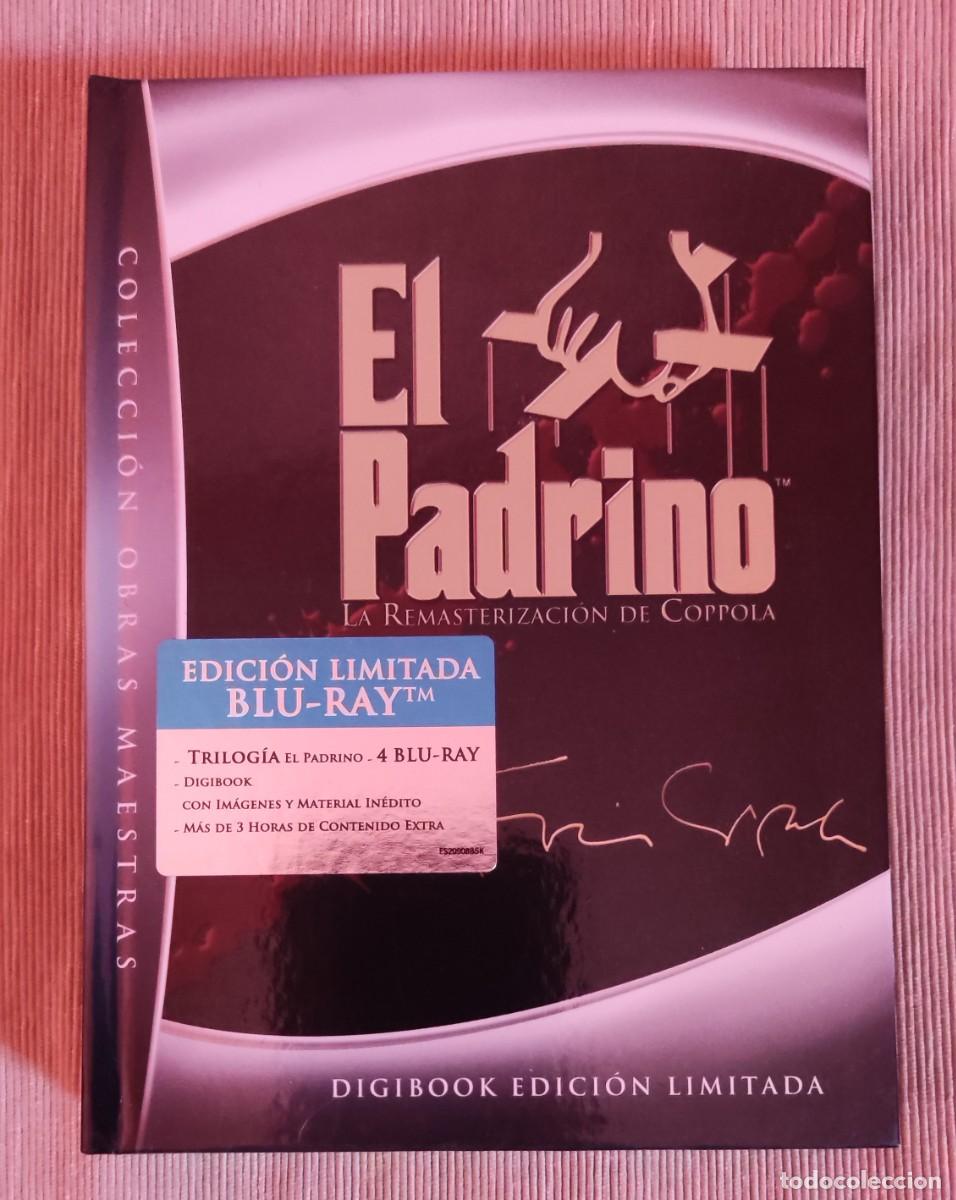 COLECCIÓN OBRAS MAESTRAS
El
Padrino™
LA REMASTERIZACIÓN DE COPPOLA
EDICIÓN LIMITADA
BLU-RAY™
- TRILOGÍA EL PADRINO - 4 BLU-RAY
- DIGIBOOK
CON IMÁGENES Y MATERIAL INÉDITO
- MÁS DE 3 HORAS DE CONTENIDO EXTRA
DIGIBOOK EDICIÓN LIMITADA
todocoleccion